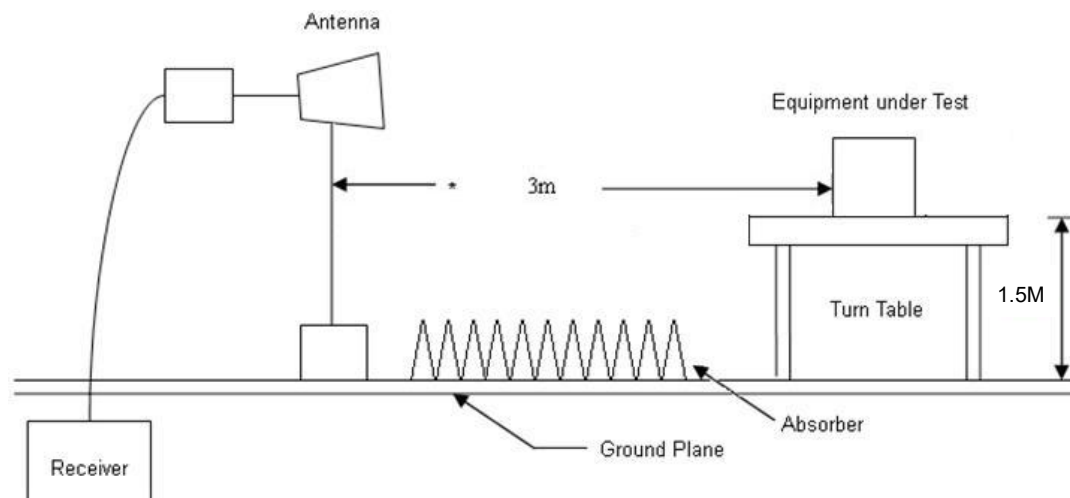 Antenna
Equipment under Test
* 3m
1.5M
Turn Table
Absorber
Ground Plane
Receiver